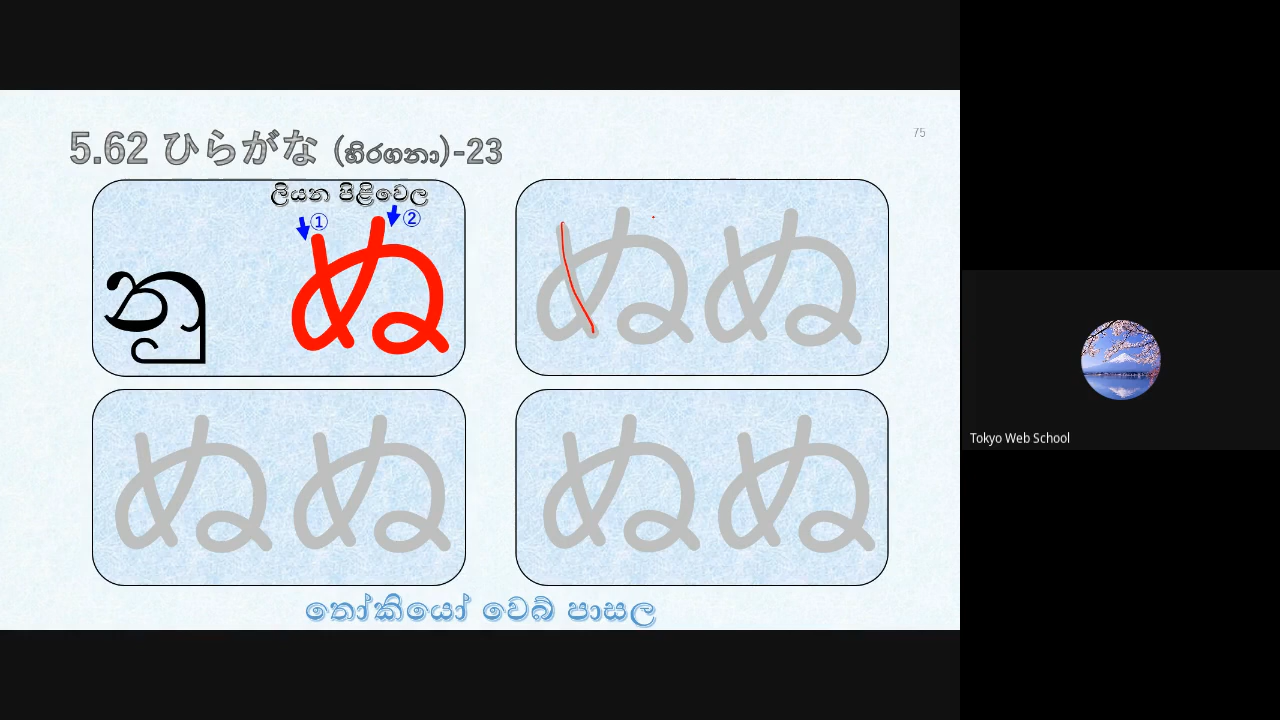 5.62 ひらがな (හිරගනා)-23
75
ලියන පිළිවෙල
① ②
නු ぬ
ぬぬ
ぬぬ
ぬぬ
තෝකියෝ වෙබ් පාසල
Tokyo Web School